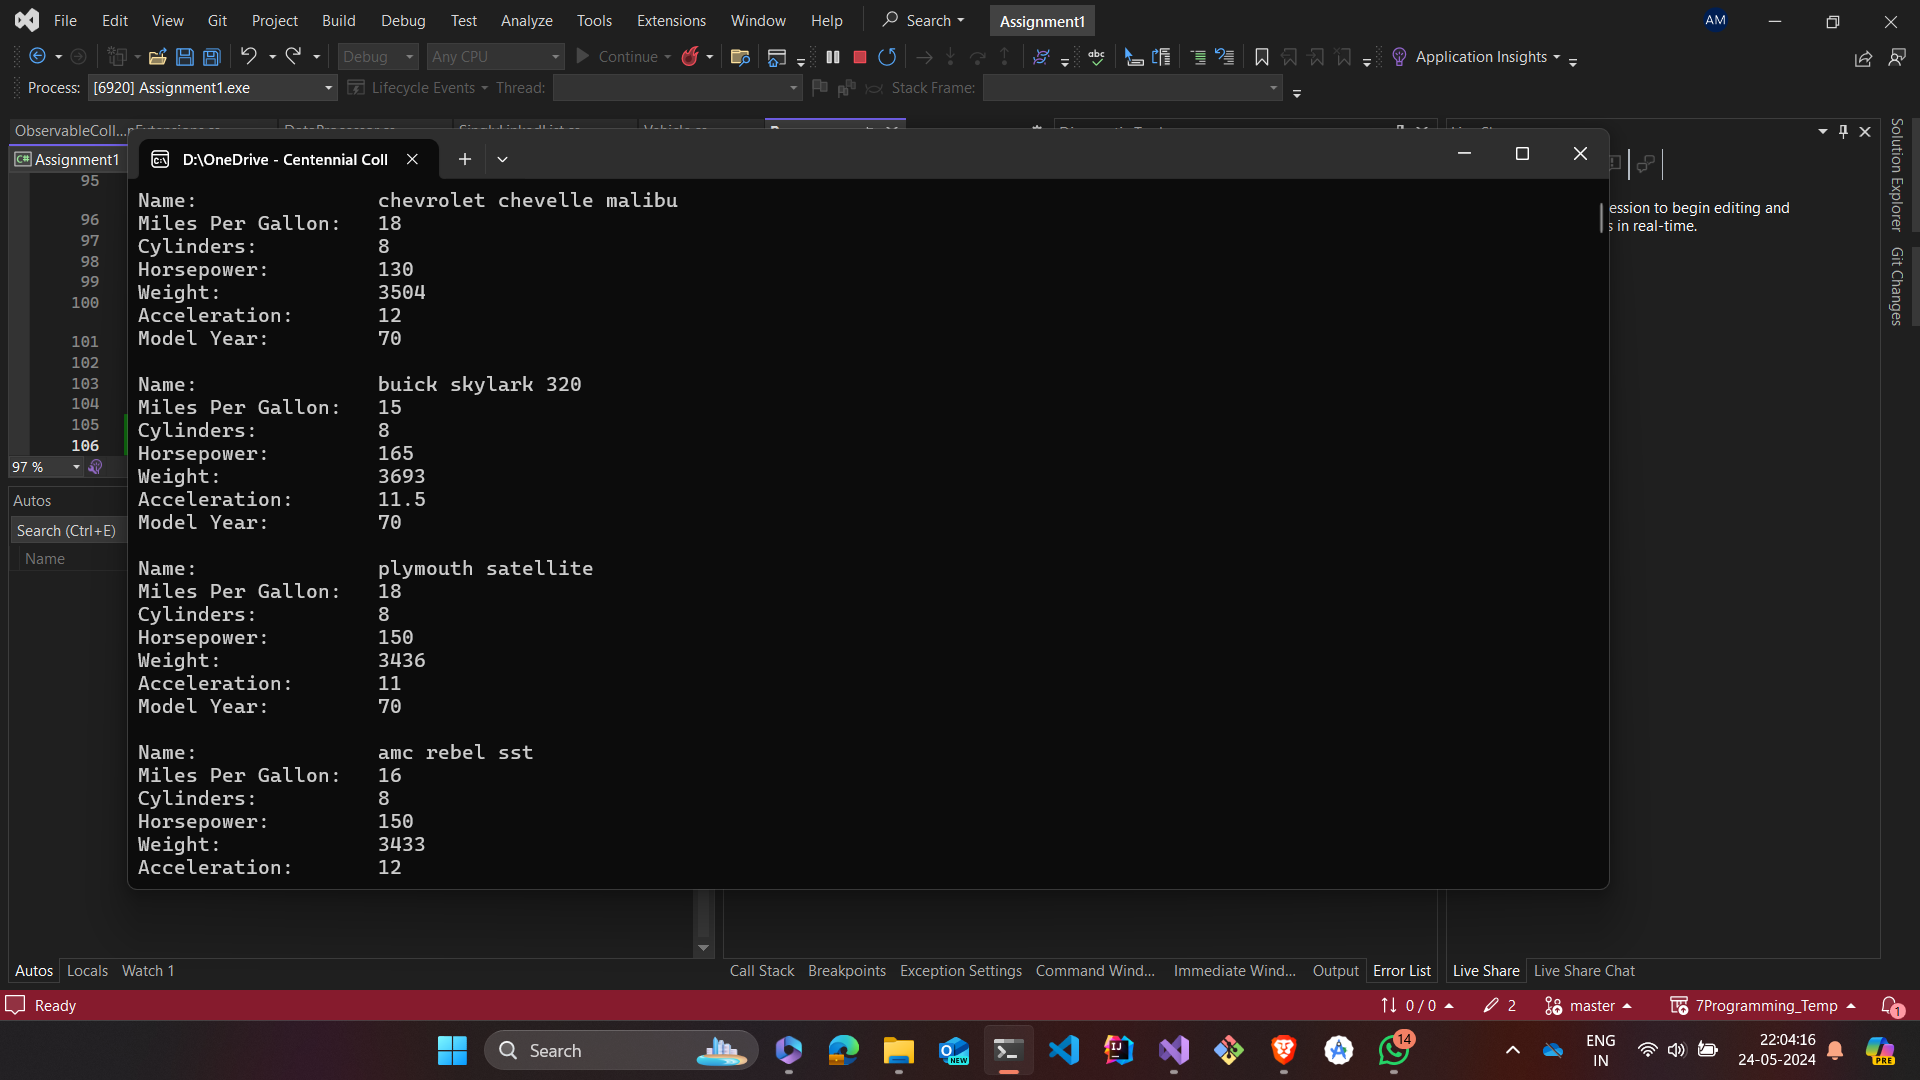 File Edit View Git Project Build Debug Test Analyze Tools Extensions Window Help Search Assignment1 AM
Debug Any CPU Continue abc Application Insights
Process: [6920] Assignment1.exe Lifecycle Events Thread: Stack Frame:
ObservableColl...
D:\OneDrive - Centennial Coll
C# Assignment1
95
96
97
98
99
100
101
102
103
104
105
106
97 %
Autos
Search (Ctrl+E)
Name
Name: chevrolet chevelle malibu
Miles Per Gallon: 18
Cylinders: 8
Horsepower: 130
Weight: 3504
Acceleration: 12
Model Year: 70
Name: buick skylark 320
Miles Per Gallon: 15
Cylinders: 8
Horsepower: 165
Weight: 3693
Acceleration: 11.5
Model Year: 70
Name: plymouth satellite
Miles Per Gallon: 18
Cylinders: 8
Horsepower: 150
Weight: 3436
Acceleration: 11
Model Year: 70
Name: amc rebel sst
Miles Per Gallon: 16
Cylinders: 8
Horsepower: 150
Weight: 3433
Acceleration: 12
ession to begin editing and
s in real-time.
Solution Explorer
Git Changes
Autos Locals Watch 1
Call Stack Breakpoints Exception Settings Command Wind... Immediate Wind... Output Error List
Live Share Live Share Chat
Ready 0 / 0 2 master 7Programming_Temp 1
Search NEW 14 ENG
IN
22:04:16
24-05-2024
PRE